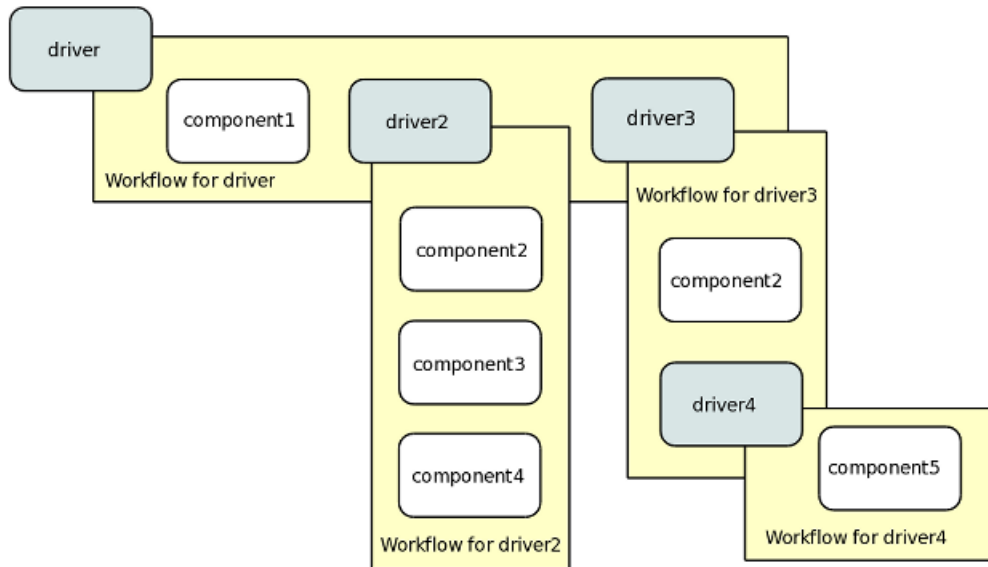 driver
component1
driver2
driver3
Workflow for driver
Workflow for driver3
component2
component2
component3
driver4
component4
component5
Workflow for driver2
Workflow for driver4